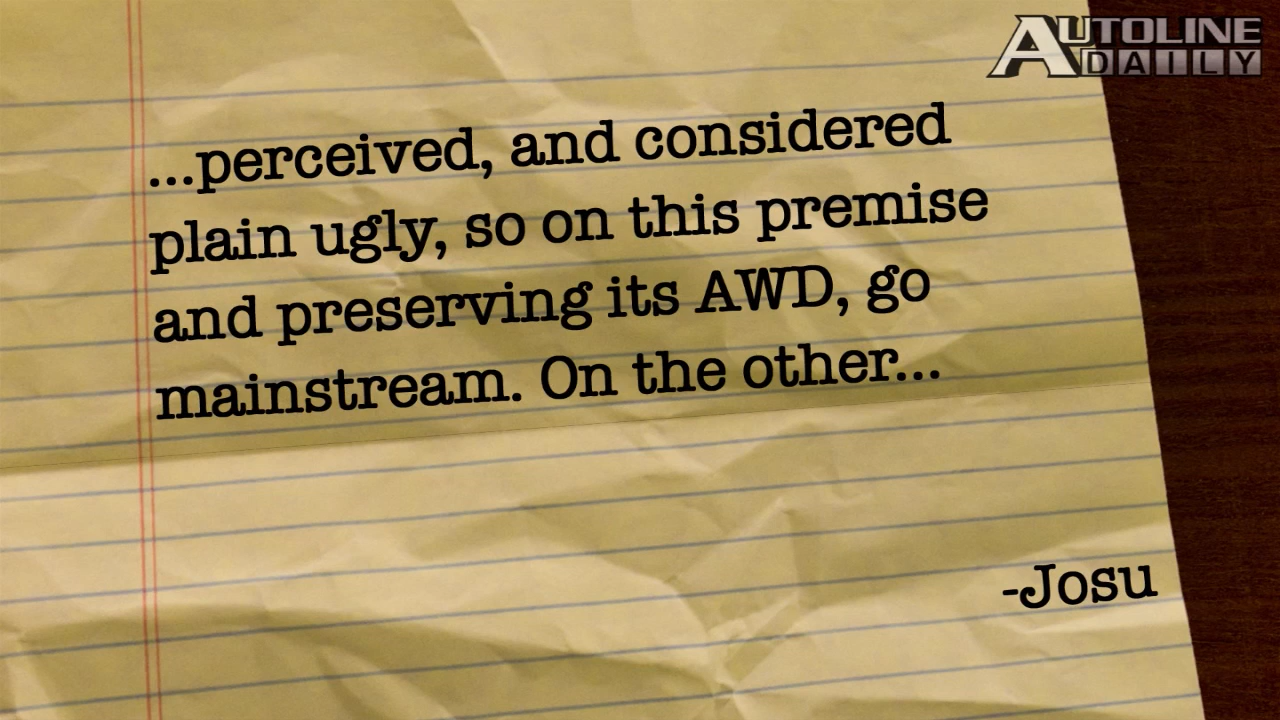 AUTOLINE
DAILY
...perceived, and considered
plain ugly, so on this premise
and preserving its AWD, go
mainstream. On the other...
-Josu